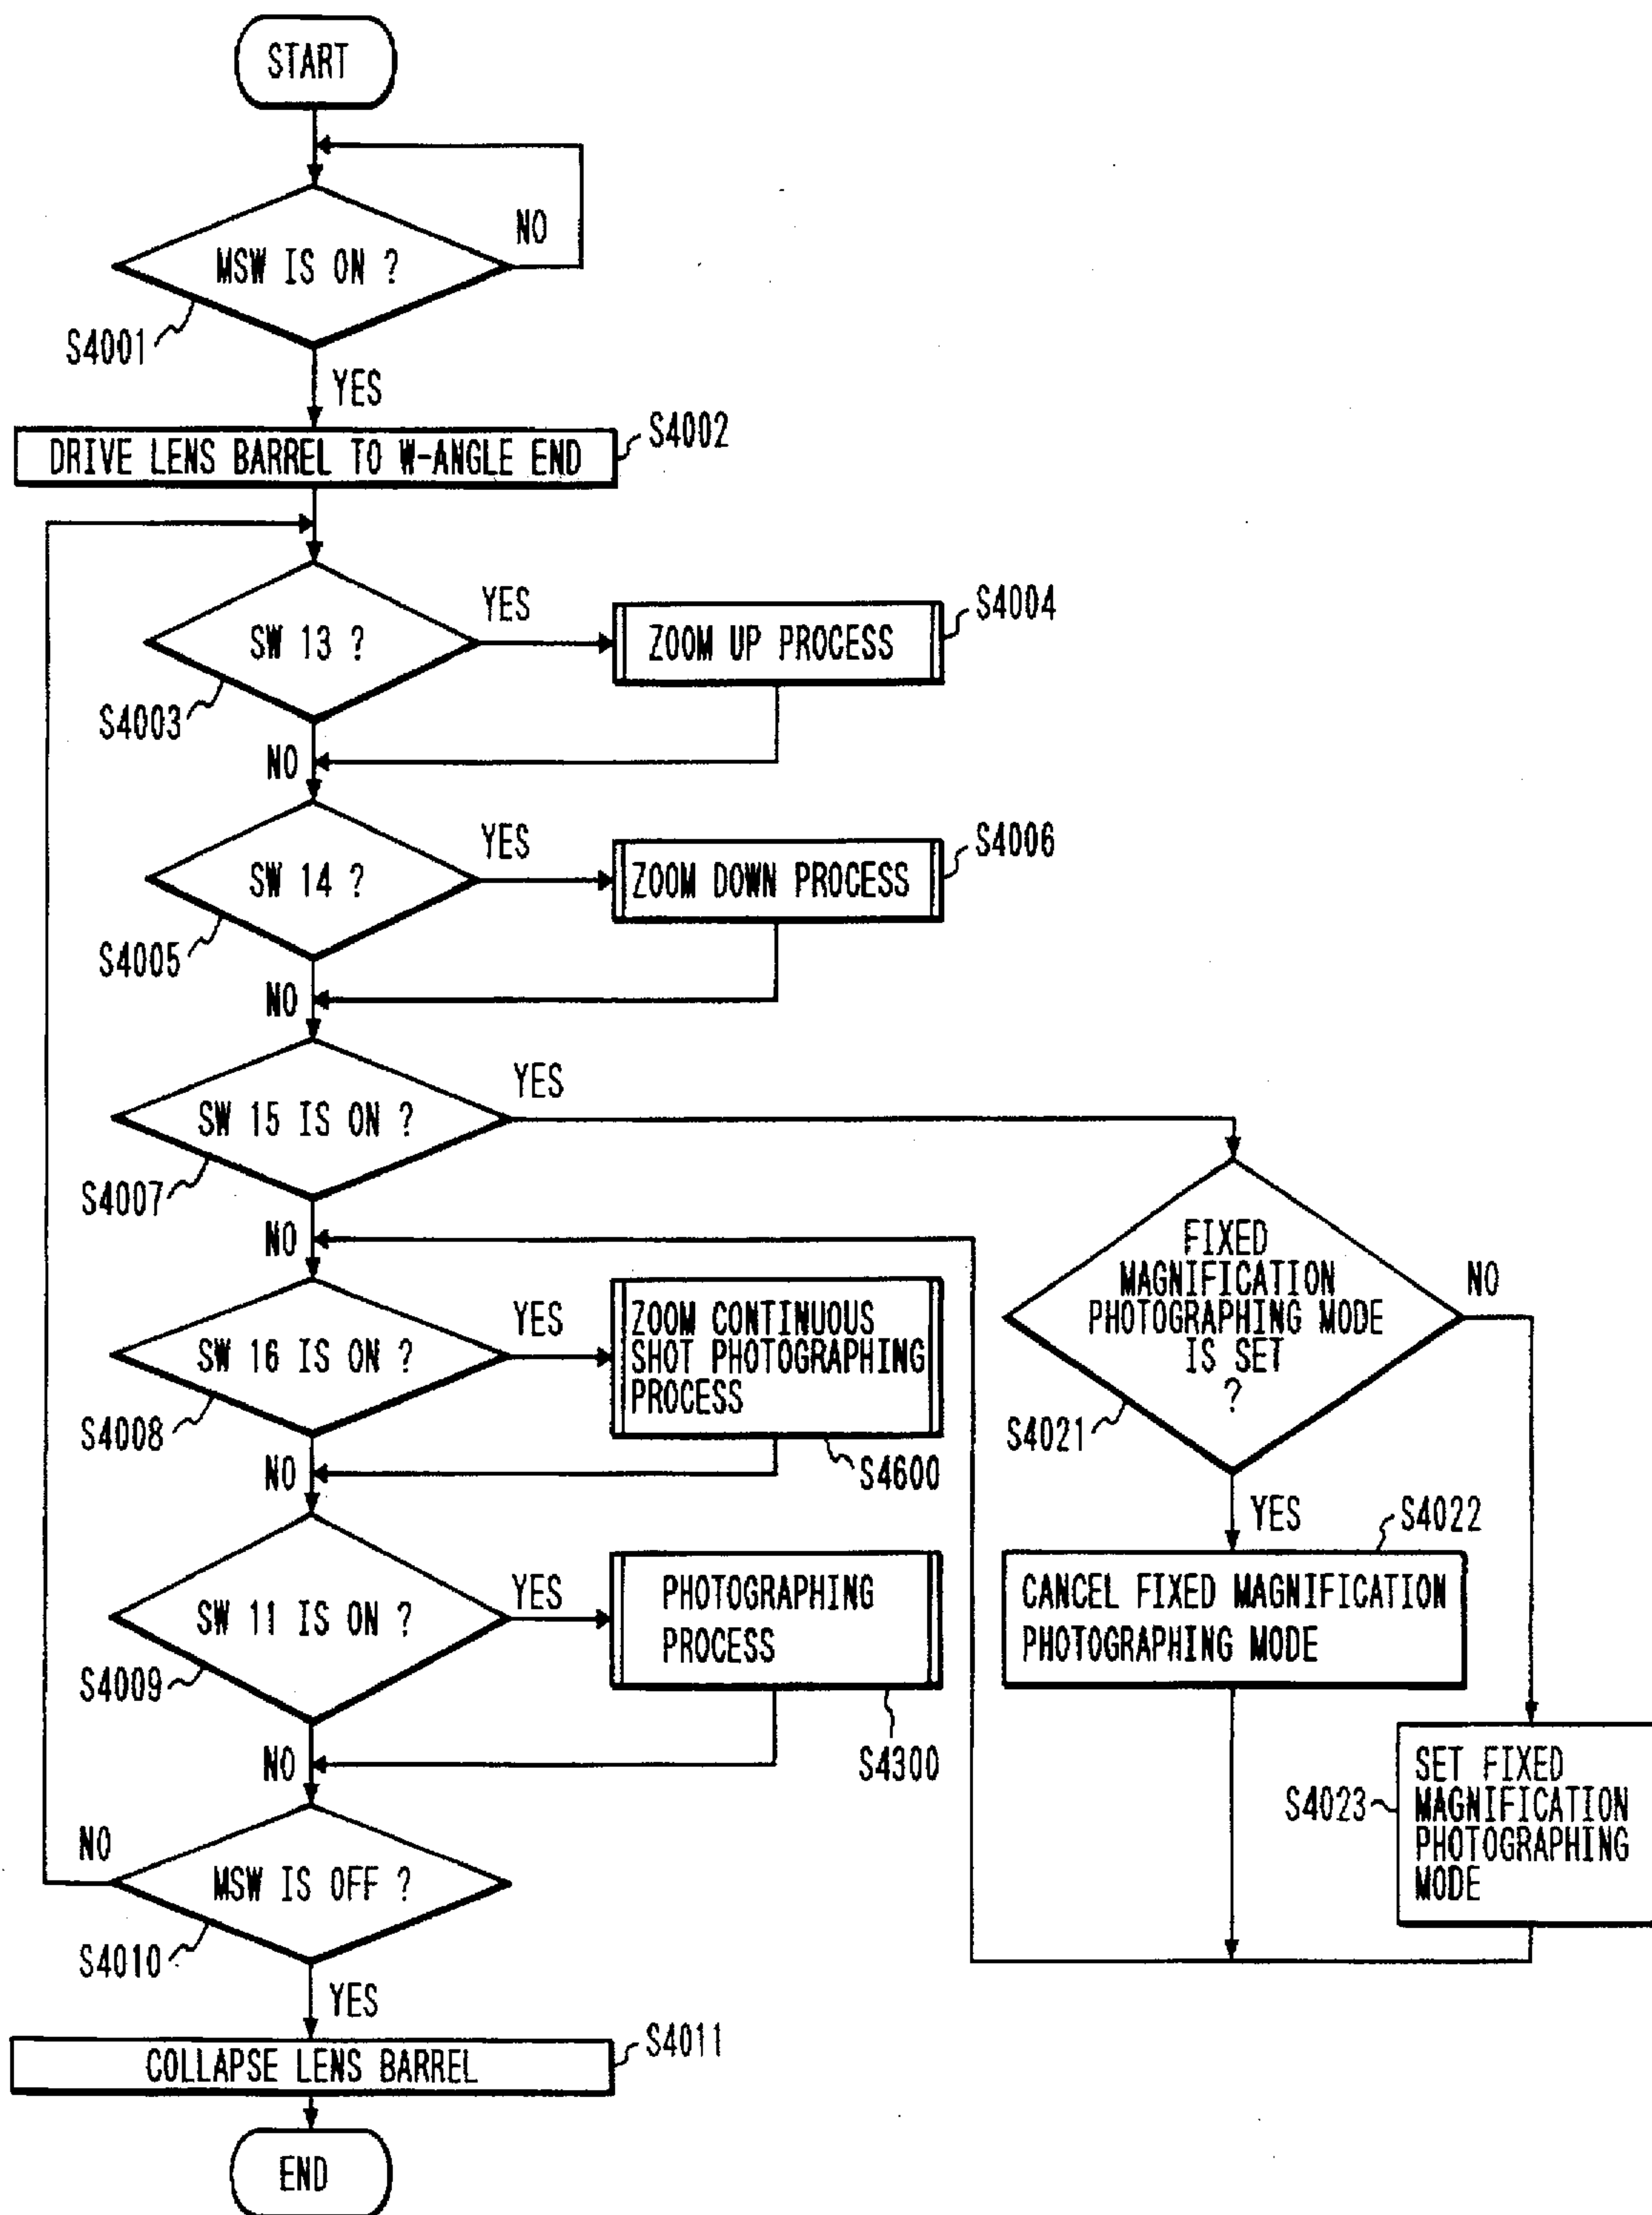 START
NO
MSW IS ON ?
S4001
YES
S4002
DRIVE LENS BARREL TO W-ANGLE END
YES
S4004
SW 13 ?
ZOOM UP PROCESS
S4003
NO
YES
S4006
SW 14 ?
ZOOM DOWN PROCESS
S4005
NO
YES
SW 15 IS ON ?
S4007
NO
FIXED
MAGNIFICATION
PHOTOGRAPHING MODE
IS SET
?
NO
S4021
YES
SW 16 IS ON ?
ZOOM CONTINUOUS
SHOT PHOTOGRAPHING
PROCESS
S4008
S4600
NO
YES
S4022
CANCEL FIXED MAGNIFICATION
PHOTOGRAPHING MODE
YES
SW 11 IS ON ?
PHOTOGRAPHING
PROCESS
S4009
S4300
NO
SET FIXED
MAGNIFICATION
PHOTOGRAPHING
MODE
S4023
NO
MSW IS OFF ?
S4010
YES
S4011
COLLAPSE LENS BARREL
END